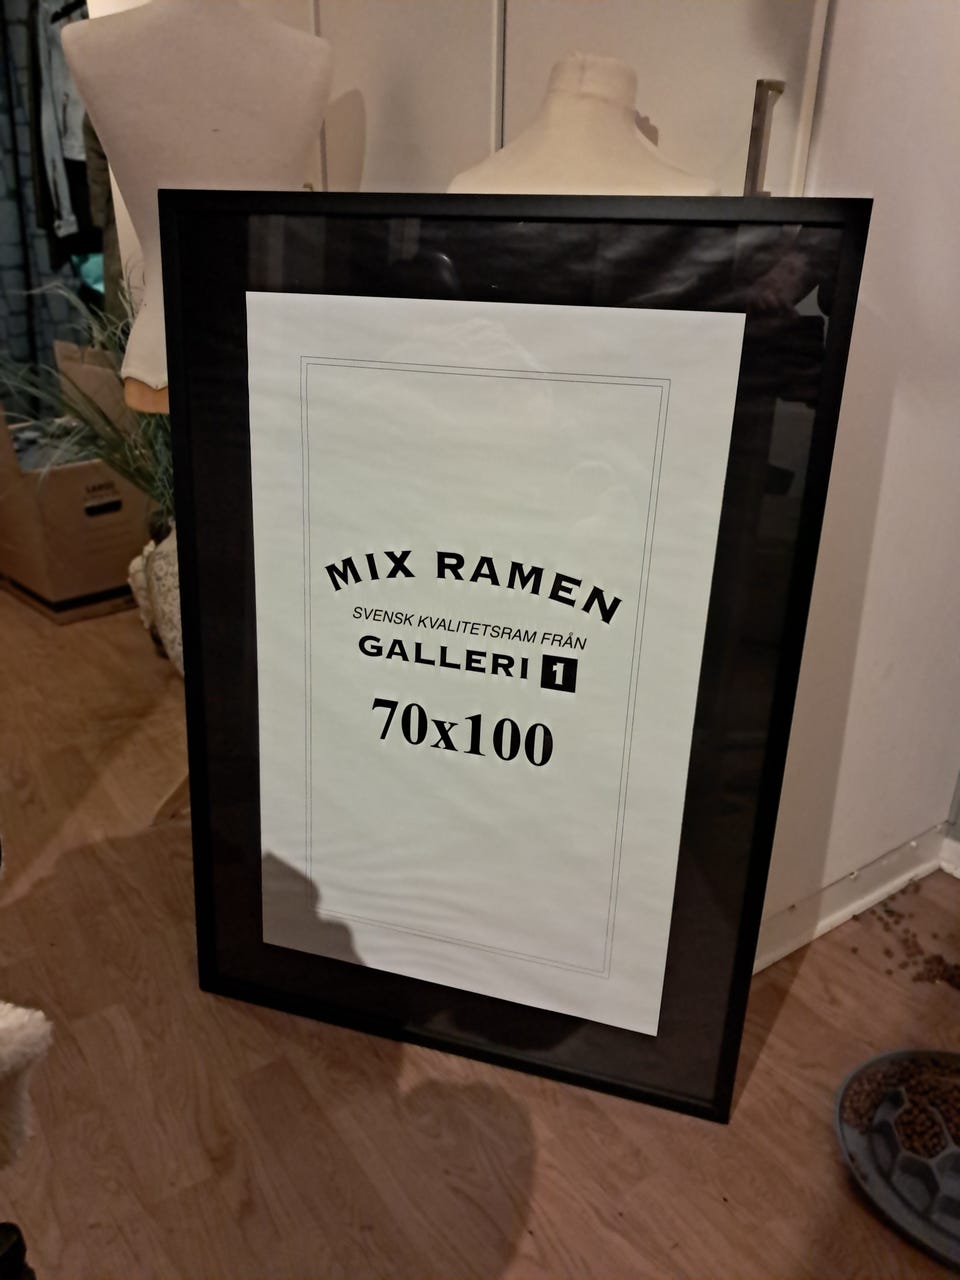 MIX RAMEN
SVENSK KVALITETSRAM FRÅN
GALLERI 1
70x100